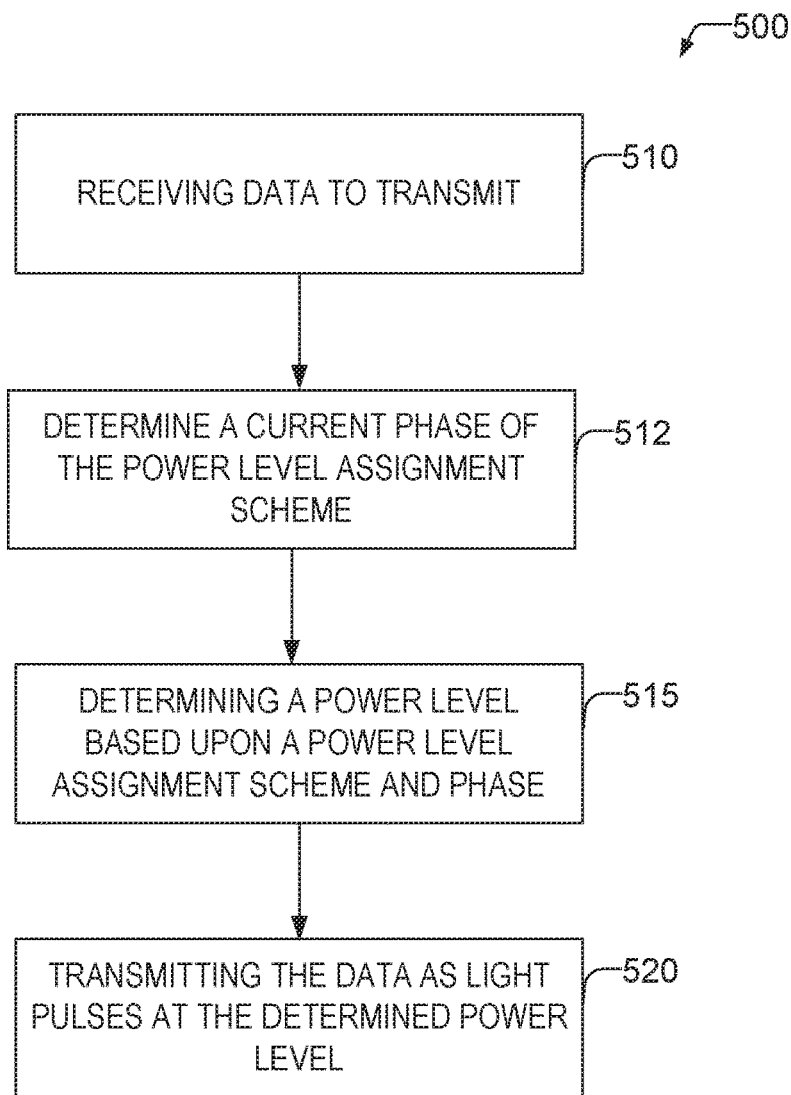 500
RECEIVING DATA TO TRANSMIT
510
DETERMINE A CURRENT PHASE OF
THE POWER LEVEL ASSIGNMENT
SCHEME
512
DETERMINING A POWER LEVEL
BASED UPON A POWER LEVEL
ASSIGNMENT SCHEME AND PHASE
515
TRANSMITTING THE DATA AS LIGHT
PULSES AT THE DETERMINED POWER
LEVEL
520